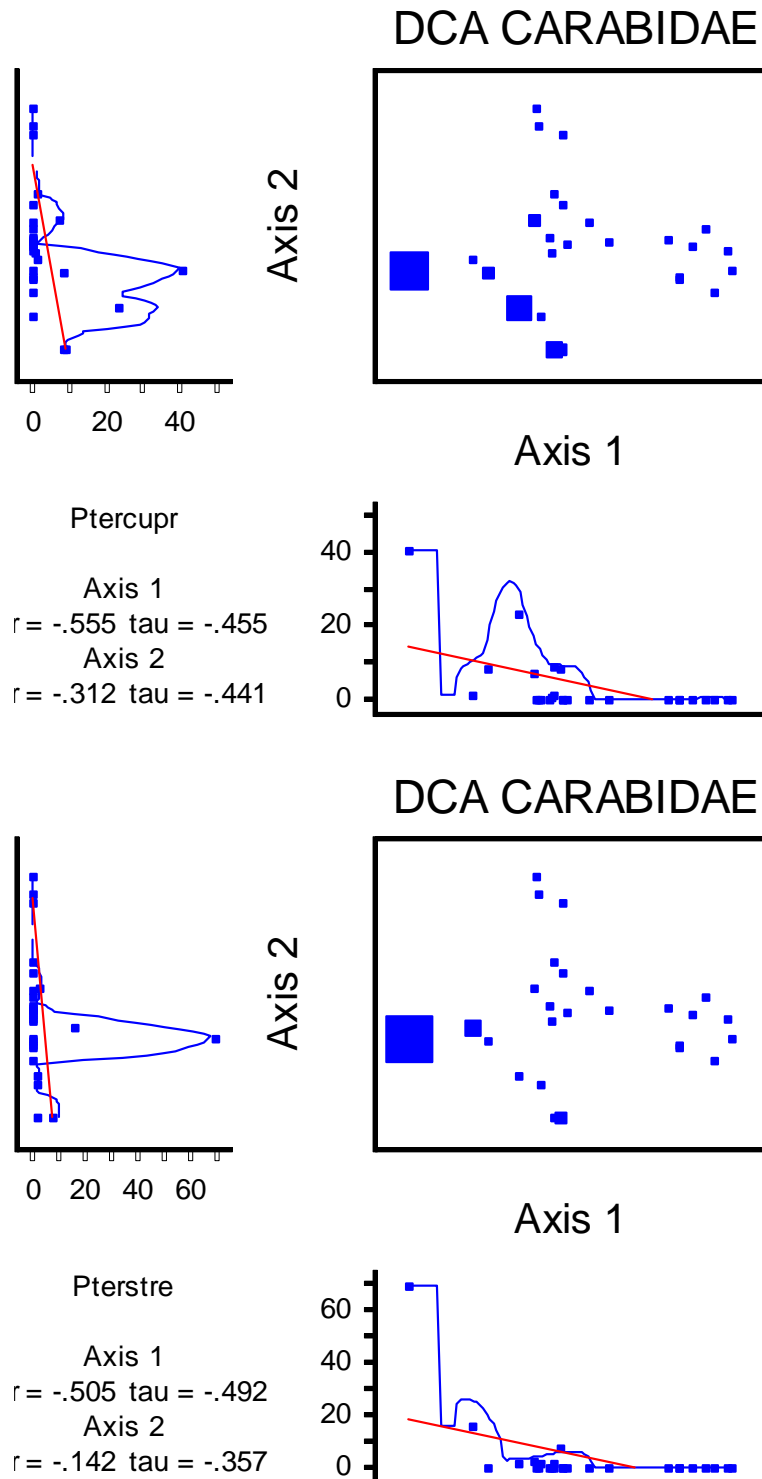 DCA CARABIDAE
Axis 2
0 20 40
Axis 1
Ptercupr
Axis 1
r = -.555 tau = -.455
Axis 2
r = -.312 tau = -.441
40
20
0
DCA CARABIDAE
Axis 2
0 20 40 60
Axis 1
Pterstre
Axis 1
r = -.505 tau = -.492
Axis 2
r = -.142 tau = -.357
60
40
20
0